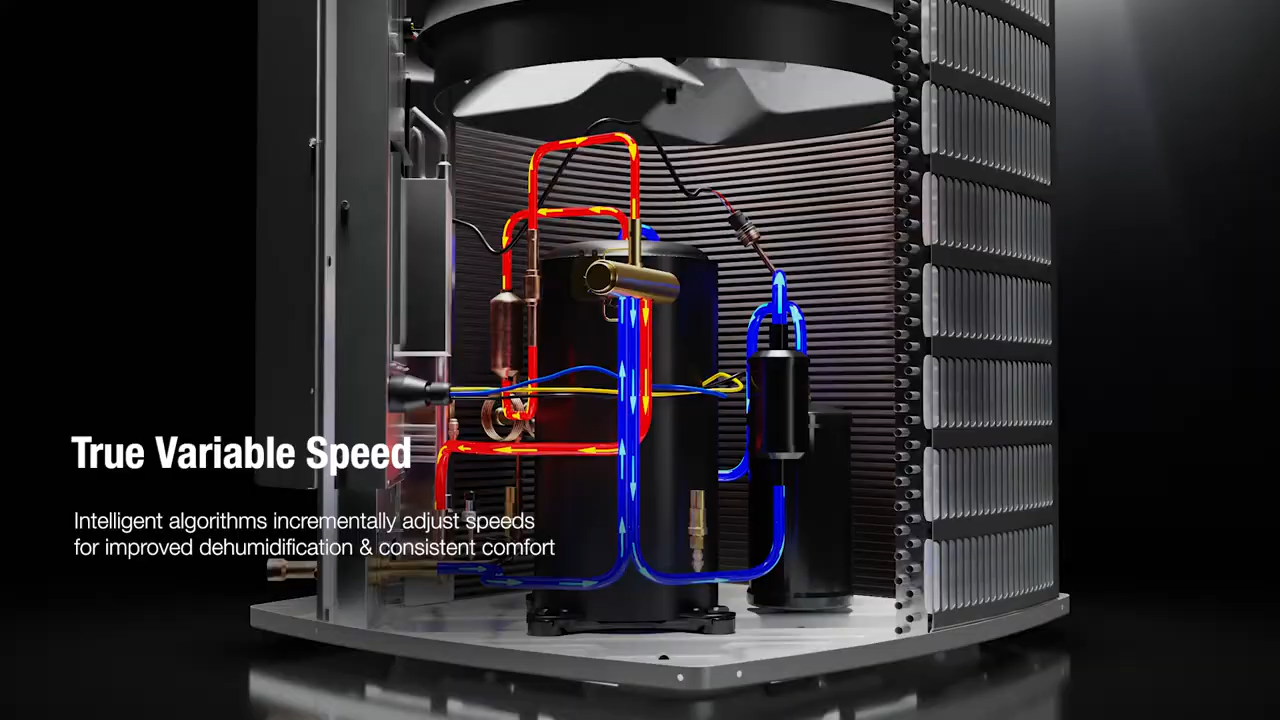 True Variable Speed
Intelligent algorithms incrementally adjust speeds
for improved dehumidification & consistent comfort